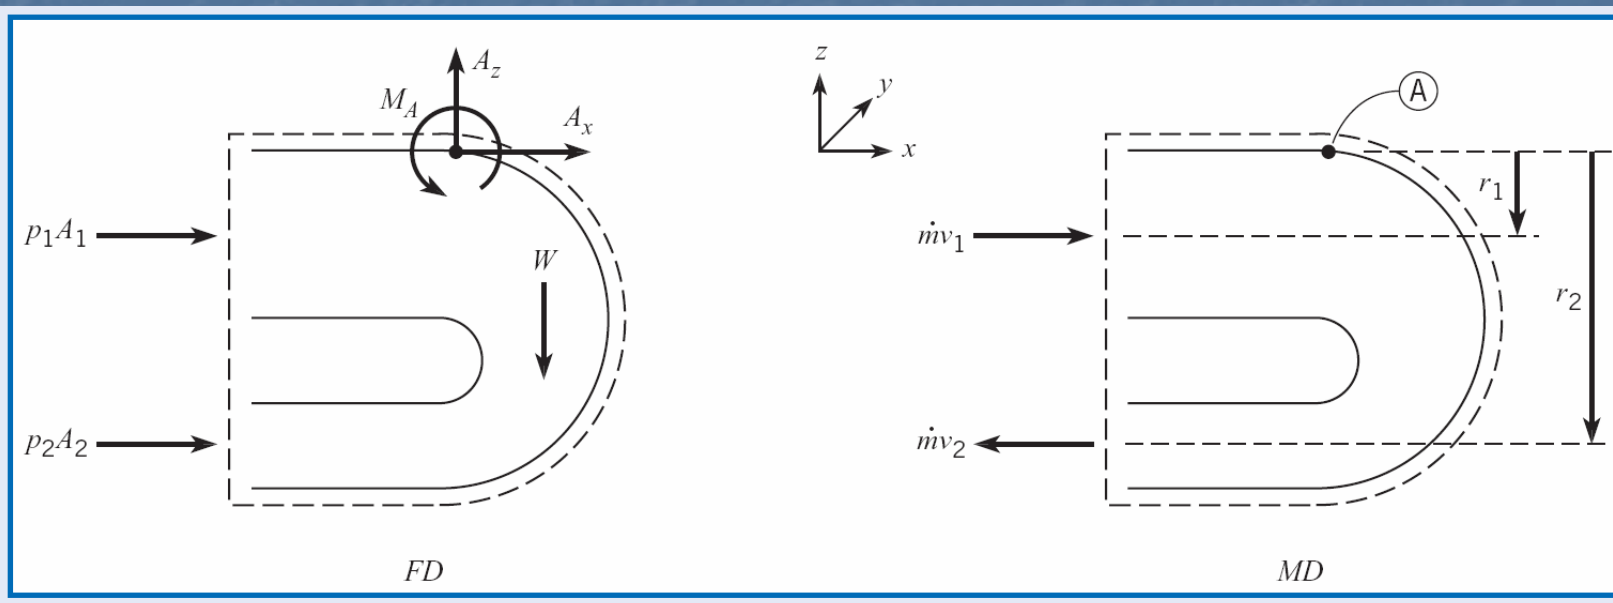 A_z
M_A
A_x
p_1A_1
W
p_2A_2
FD
z
y
x
A
r_1
ṁv_1
r_2
ṁv_2
MD